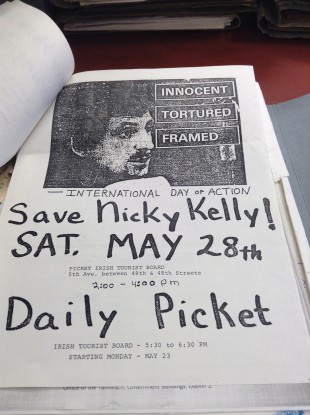 INNOCENT
TORTURED
FRAMED
— INTERNATIONAL DAY OF ACTION
Save Nicky Kelly!
SAT. MAY 28th
PICKET IRISH TOURIST BOARD
5th Ave. between 48th & 48th Streets
2:00 - 4:00 pm
Daily Picket
IRISH TOURIST BOARD - 5:30 to 6:30 PM
STARTING MONDAY - MAY 23